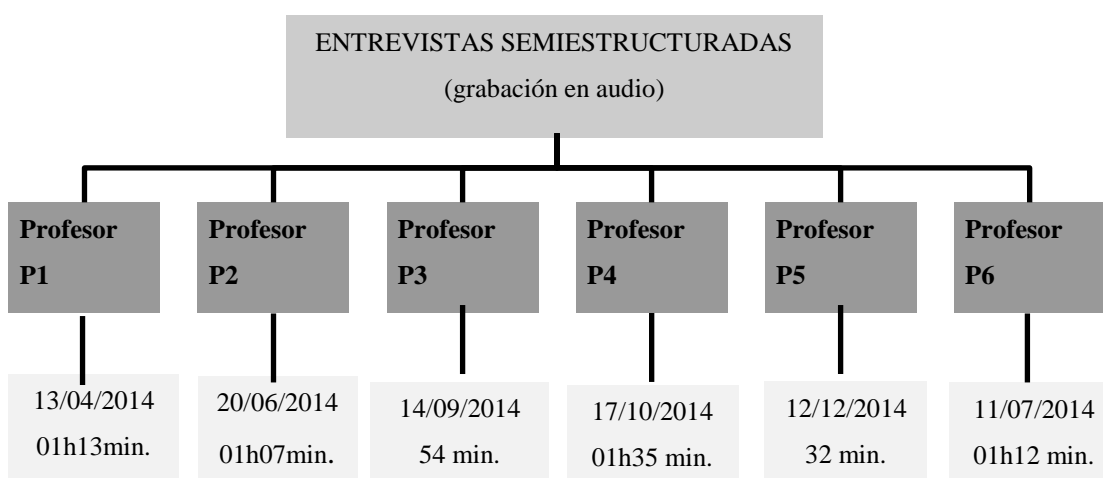 ENTREVISTAS SEMIESTRUCTURADAS
(grabación en audio)
Profesor
P1
Profesor
P2
Profesor
P3
Profesor
P4
Profesor
P5
Profesor
P6
13/04/2014
01h13min.
20/06/2014
01h07min.
14/09/2014
54 min.
17/10/2014
01h35 min.
12/12/2014
32 min.
11/07/2014
01h12 min.